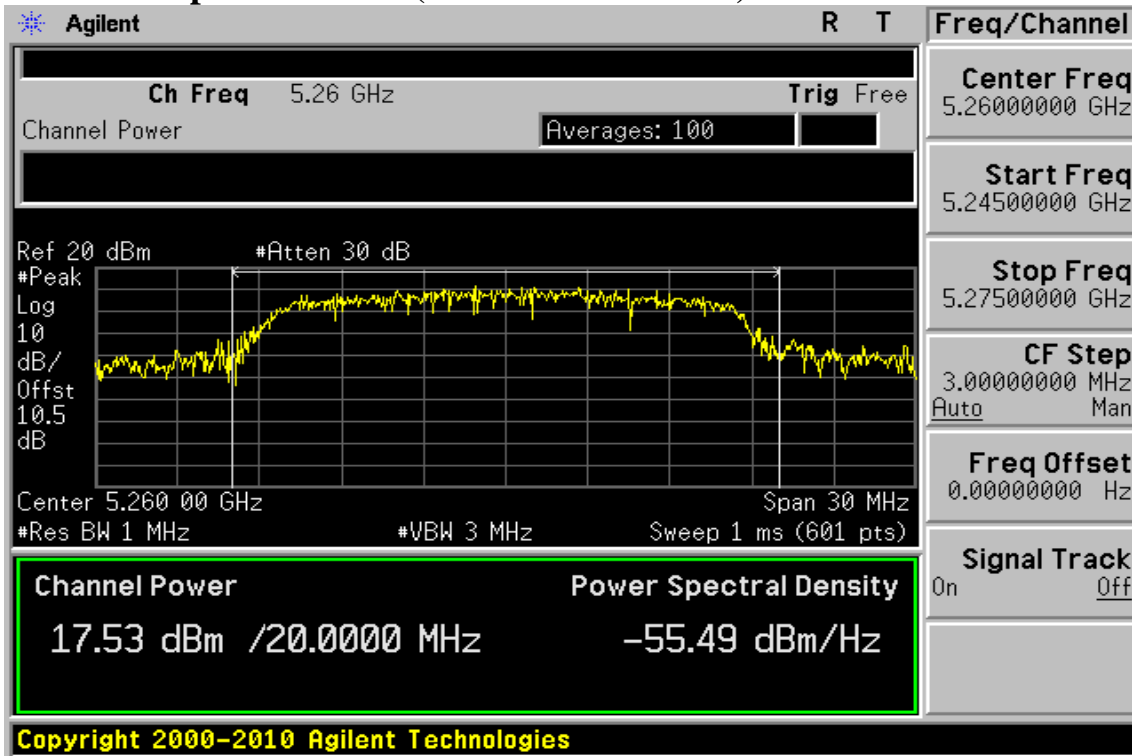 Agilent R T
Ch Freq 5.26 GHz Trig Free
Channel Power Averages: 100
Ref 20 dBm #Atten 30 dB
#Peak
Log
10
dB/
Offst
10.5
dB
Center 5.260 00 GHz Span 30 MHz
#Res BW 1 MHz #VBW 3 MHz Sweep 1 ms (601 pts)
Channel Power Power Spectral Density
17.53 dBm /20.0000 MHz -55.49 dBm/Hz
Copyright 2000-2010 Agilent Technologies
Freq/Channel
Center Freq
5.26000000 GHz
Start Freq
5.24500000 GHz
Stop Freq
5.27500000 GHz
CF Step
3.00000000 MHz
Auto Man
Freq Offset
0.00000000 Hz
Signal Track
On Off